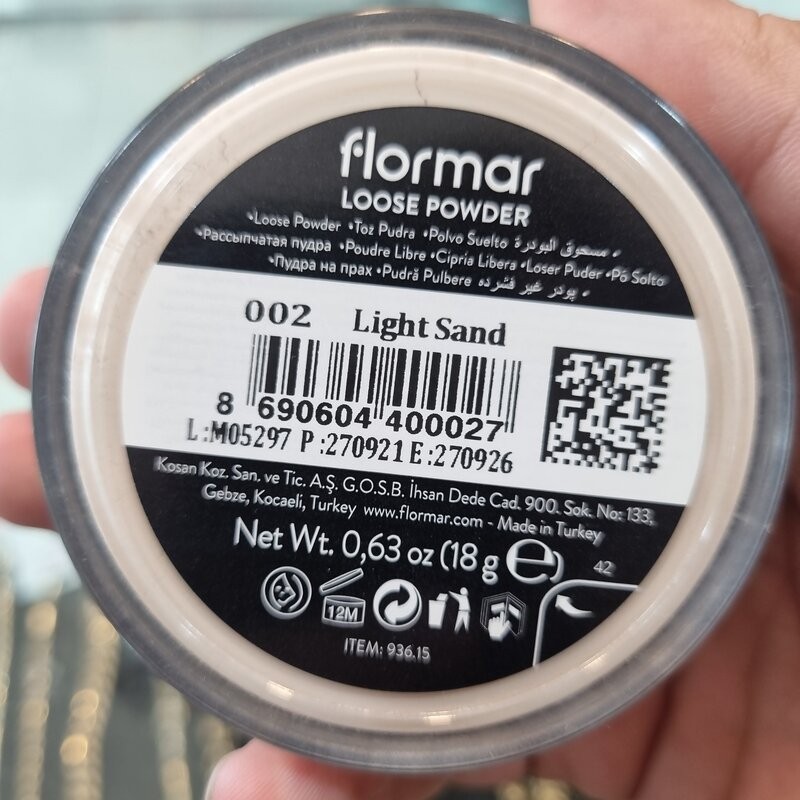 flormar
LOOSE POWDER
•Loose Powder •Toz Pudra •Polvo Suelto مسحوق البودرة •
•Рассыпчатая пудра •Poudre Libre •Cipria Libera •Loser Puder •Pó Solto
•Пудра на прах •Pudră Pulbere پودر غیر فشرده •
002 Light Sand
8 690604 400027
L:M05297 P:270921 E:270926
Kosan Koz. San. ve Tic. A.Ş. G.O.S.B. İhsan Dede Cad. 900. Sok. No: 133,
Gebze, Kocaeli, Turkey www.flormar.com - Made in Turkey
Net Wt. 0,63 oz (18 g ℮)
42
12M
ITEM: 936.15